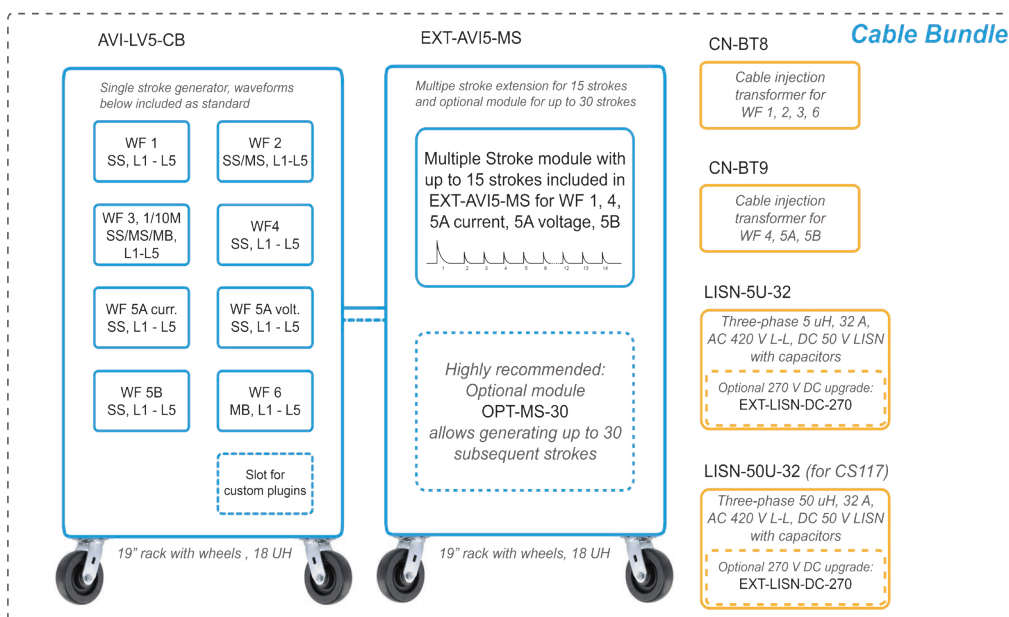 Cable Bundle
AVI-LV5-CB
Single stroke generator, waveforms
below included as standard
WF 1
SS, L1 - L5
WF 2
SS/MS, L1-L5
WF 3, 1/10M
SS/MS/MB,
L1-L5
WF4
SS, L1 - L5
WF 5A curr.
SS, L1 - L5
WF 5A volt.
SS, L1 - L5
WF 5B
SS, L1 - L5
WF 6
MB, L1 - L5
Slot for
custom plugins
19” rack with wheels , 18 UH
EXT-AVI5-MS
Multipe stroke extension for 15 strokes
and optional module for up to 30 strokes
Multiple Stroke module with
up to 15 strokes included in
EXT-AVI5-MS for WF 1, 4,
5A current, 5A voltage, 5B
1 2 3 4 5 6 12 13 14
Highly recommended:
Optional module
OPT-MS-30
allows generating up to 30
subsequent strokes
19” rack with wheels, 18 UH
CN-BT8
Cable injection
transformer for
WF 1, 2, 3, 6
CN-BT9
Cable injection
transformer for
WF 4, 5A, 5B
LISN-5U-32
Three-phase 5 uH, 32 A,
AC 420 V L-L, DC 50 V LISN
with capacitors
Optional 270 V DC upgrade:
EXT-LISN-DC-270
LISN-50U-32 (for CS117)
Three-phase 50 uH, 32 A,
AC 420 V L-L, DC 50 V LISN
with capacitors
Optional 270 V DC upgrade:
EXT-LISN-DC-270